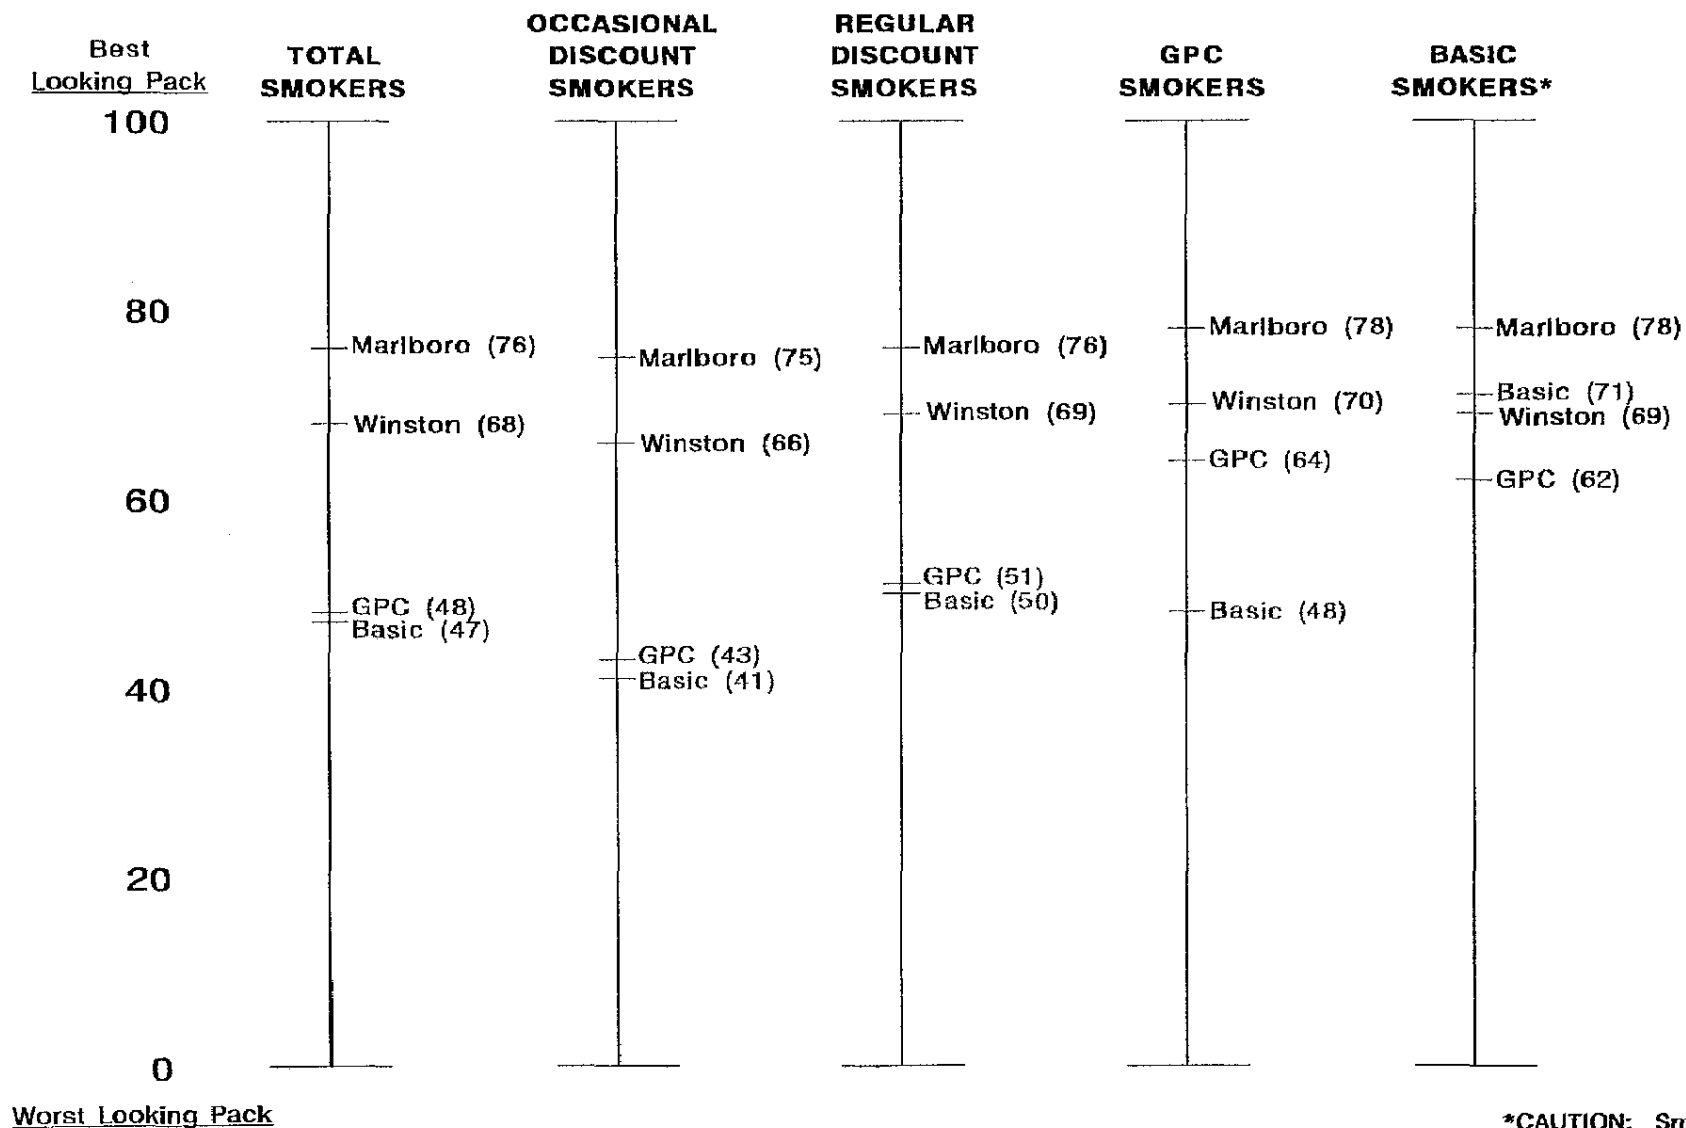 Best
Looking Pack
TOTAL
SMOKERS
OCCASIONAL
DISCOUNT
SMOKERS
REGULAR
DISCOUNT
SMOKERS
GPC
SMOKERS
BASIC
SMOKERS*
100
80
60
40
20
0
Marlboro (76)
Winston (68)
GPC (48)
Basic (47)
Marlboro (75)
Winston (66)
GPC (43)
Basic (41)
Marlboro (76)
Winston (69)
GPC (51)
Basic (50)
Marlboro (78)
Winston (70)
GPC (64)
Basic (48)
Marlboro (78)
Basic (71)
Winston (69)
GPC (62)
Worst Looking Pack
*CAUTION: